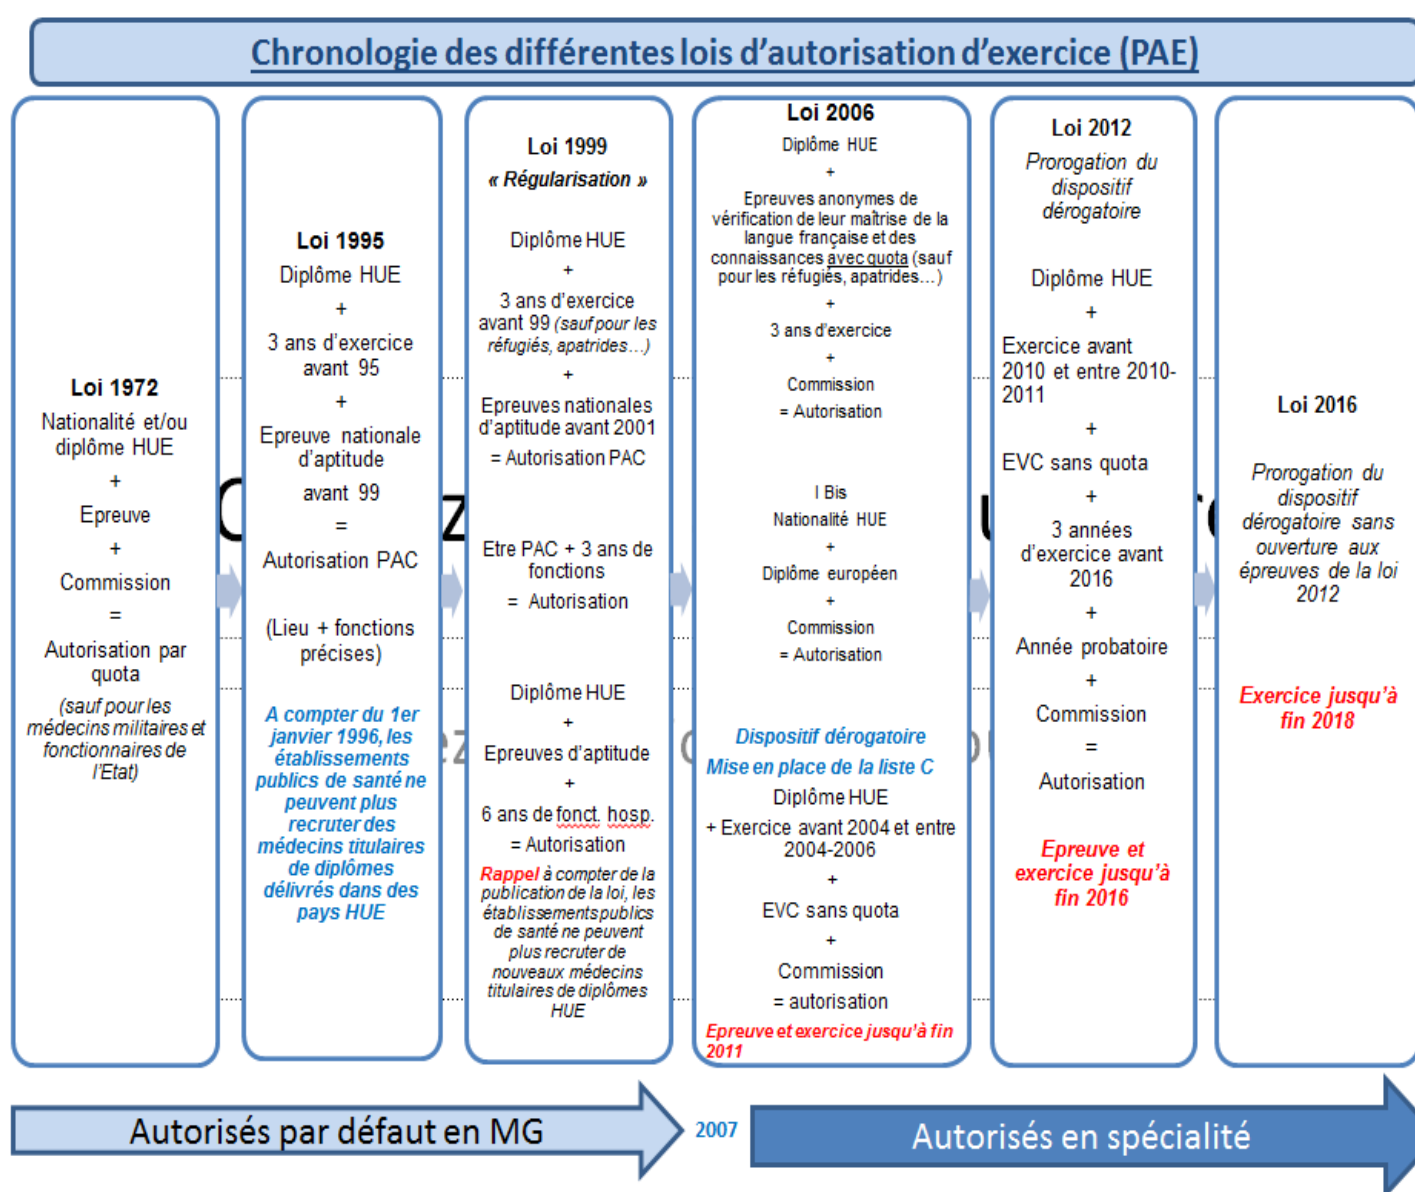 Chronologie des différentes lois d'autorisation d'exercice (PAE)
Loi 1972
Nationalité et/ou
diplôme HUE
+
Epreuve
+
Commission
=
Autorisation par
quota
(sauf pour les
médecins militaires et
fonctionnaires de
l'Etat)
Loi 1995
Diplôme HUE
+
3 ans d'exercice
avant 95
+
Epreuve nationale
d'aptitude
avant 99
=
Autorisation PAC
(Lieu + fonctions
précises)
A compter du 1er
janvier 1996, les
établissements
publics de santé ne
peuvent plus
recruter des
médecins titulaires
de diplômes
délivrés dans des
pays HUE
Loi 1999
« Régularisation »
Diplôme HUE
+
3 ans d'exercice
avant 99 (sauf pour les
réfugiés, apatrides…)
+
Epreuves nationales
d'aptitude avant 2001
= Autorisation PAC
Etre PAC + 3 ans de
fonctions
= Autorisation
Diplôme HUE
+
Epreuves d'aptitude
+
6 ans de fonct. hosp.
= Autorisation
Rappel à compter de la
publication de la loi, les
établissements publics
de santé ne peuvent
plus recruter de
nouveaux médecins
titulaires de diplômes
HUE
Loi 2006
Diplôme HUE
+
Epreuves anonymes de
vérification de leur maîtrise de la
langue française et des
connaissances avec quota (sauf
pour les réfugiés, apatrides…)
+
3 ans d'exercice
+
Commission
= Autorisation
I Bis
Nationalité HUE
+
Diplôme européen
+
Commission
= Autorisation
Dispositif dérogatoire
Mise en place de la liste C
Diplôme HUE
+ Exercice avant 2004 et entre
2004-2006
+
EVC sans quota
+
Commission
= autorisation
Epreuve et exercice jusqu'à fin
2011
Loi 2012
Prorogation du
dispositif
dérogatoire
Diplôme HUE
+
Exercice avant
2010 et entre 2010-
2011
+
EVC sans quota
+
3 années
d'exercice avant
2016
+
Année probatoire
+
Commission
=
Autorisation
Epreuve et
exercice jusqu'à
fin 2016
Loi 2016
Prorogation du
dispositif
dérogatoire sans
ouverture aux
épreuves de la loi
2012
Exercice jusqu'à
fin 2018
Autorisés par défaut en MG
2007
Autorisés en spécialité